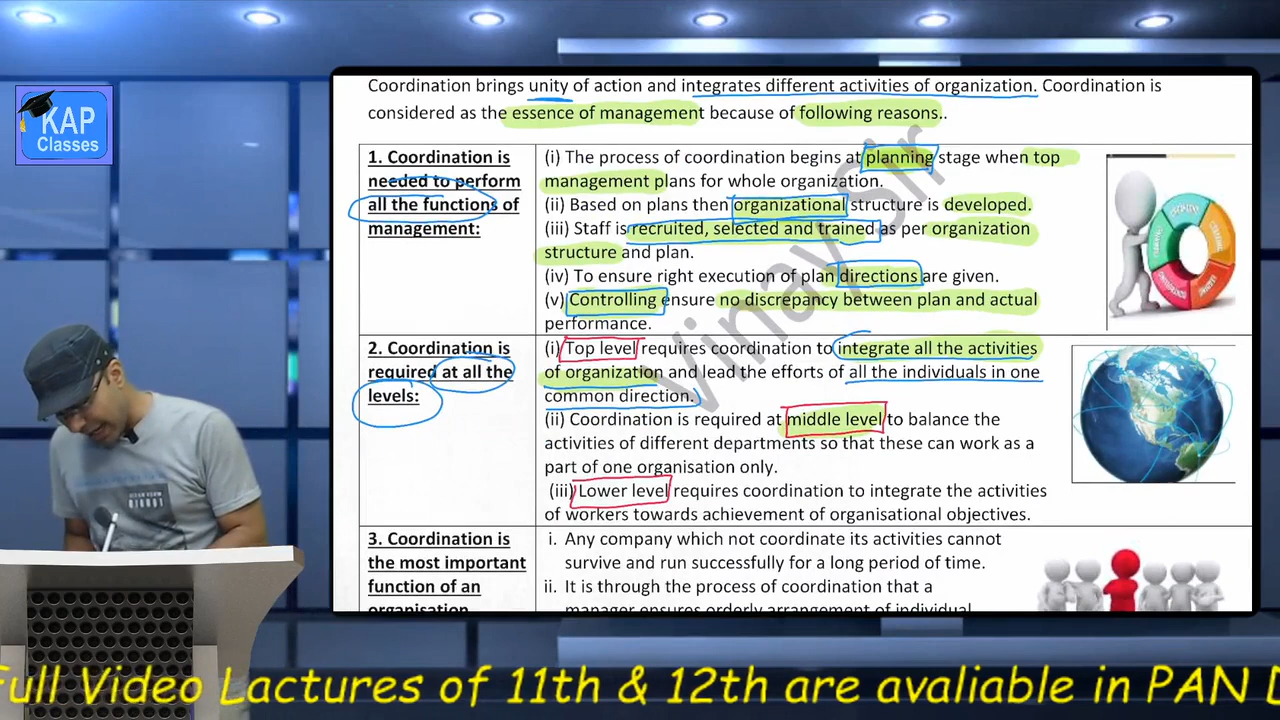 KAP
Classes
Coordination brings unity of action and integrates different activities of organization. Coordination is
considered as the essence of management because of following reasons..
1. Coordination is
needed to perform
all the functions of
management:
(i) The process of coordination begins at planning stage when top
management plans for whole organization.
(ii) Based on plans then organizational structure is developed.
(iii) Staff is recruited, selected and trained as per organization
structure and plan.
(iv) To ensure right execution of plan directions are given.
(v) Controlling ensure no discrepancy between plan and actual
performance.
2. Coordination is
required at all the
levels:
(i) Top level requires coordination to integrate all the activities
of organization and lead the efforts of all the individuals in one
common direction.
(ii) Coordination is required at middle level to balance the
activities of different departments so that these can work as a
part of one organisation only.
(iii) Lower level requires coordination to integrate the activities
of workers towards achievement of organisational objectives.
3. Coordination is
the most important
function of an
organisation
i. Any company which not coordinate its activities cannot
survive and run successfully for a long period of time.
ii. It is through the process of coordination that a
manager ensures orderly arrangement of individual
Vinay Sir
Full Video Lactures of 11th & 12th are avaliable in PAN D